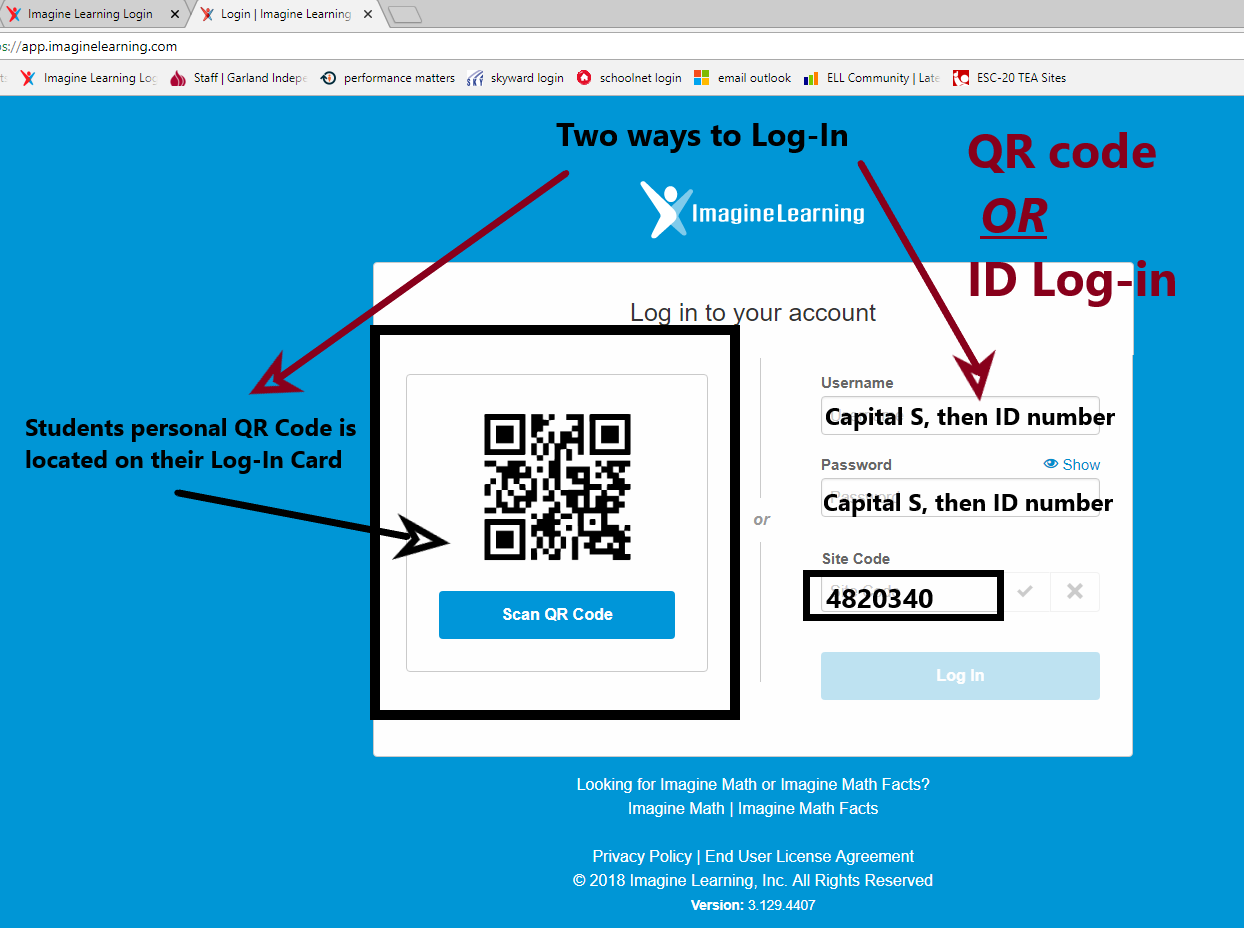 Imagine Learning Login
Login | Imagine Learning
s://app.imaginelearning.com
Imagine Learning Log
Staff | Garland Indepe
performance matters
skyward login
schoolnet login
email outlook
ELL Community | Late
ESC-20 TEA Sites
Two ways to Log-In
QR code
OR
ID Log-in
ImagineLearning
Log in to your account
Students personal QR Code is
located on their Log-In Card
Scan QR Code
or
Username
Capital S, then ID number
Password
Show
Capital S, then ID number
Site Code
4820340
Log In
Looking for Imagine Math or Imagine Math Facts?
Imagine Math | Imagine Math Facts
Privacy Policy | End User License Agreement
© 2018 Imagine Learning, Inc. All Rights Reserved
Version: 3.129.4407